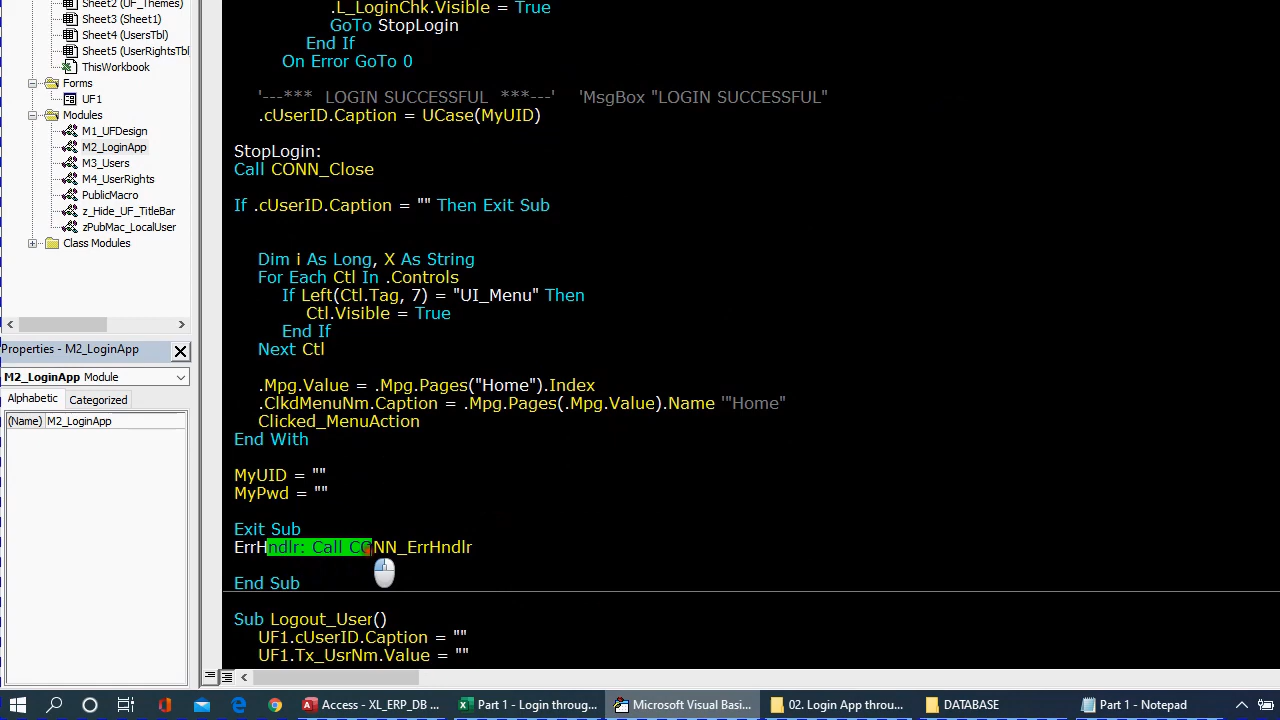 Sheet2 (UF_Themes)
Sheet3 (Sheet1)
Sheet4 (UsersTbl)
Sheet5 (UserRightsTbl
ThisWorkbook
Forms
UF1
Modules
M1_UFDesign
M2_LoginApp
M3_Users
M4_UserRights
PublicMacro
z_Hide_UF_TitleBar
zPubMac_LocalUser
Class Modules
Properties - M2_LoginApp
M2_LoginApp Module
Alphabetic Categorized
(Name) M2_LoginApp
.L_LoginChk.Visible = True
GoTo StopLogin
End If
On Error GoTo 0
'---*** LOGIN SUCCESSFUL ***---' 'MsgBox "LOGIN SUCCESSFUL"
.cUserID.Caption = UCase(MyUID)
StopLogin:
Call CONN_Close
If .cUserID.Caption = "" Then Exit Sub
Dim i As Long, X As String
For Each Ctl In .Controls
If Left(Ctl.Tag, 7) = "UI_Menu" Then
Ctl.Visible = True
End If
Next Ctl
.Mpg.Value = .Mpg.Pages("Home").Index
.ClkdMenuNm.Caption = .Mpg.Pages(.Mpg.Value).Name '"Home"
Clicked_MenuAction
End With
MyUID = ""
MyPwd = ""
Exit Sub
ErrHndlr: Call CONN_ErrHndlr
End Sub
Sub Logout_User()
UF1.cUserID.Caption = ""
UF1.Tx_UsrNm.Value = ""
Access - XL_ERP_DB ... Part 1 - Login throug... Microsoft Visual Basi... 02. Login App throu... DATABASE Part 1 - Notepad